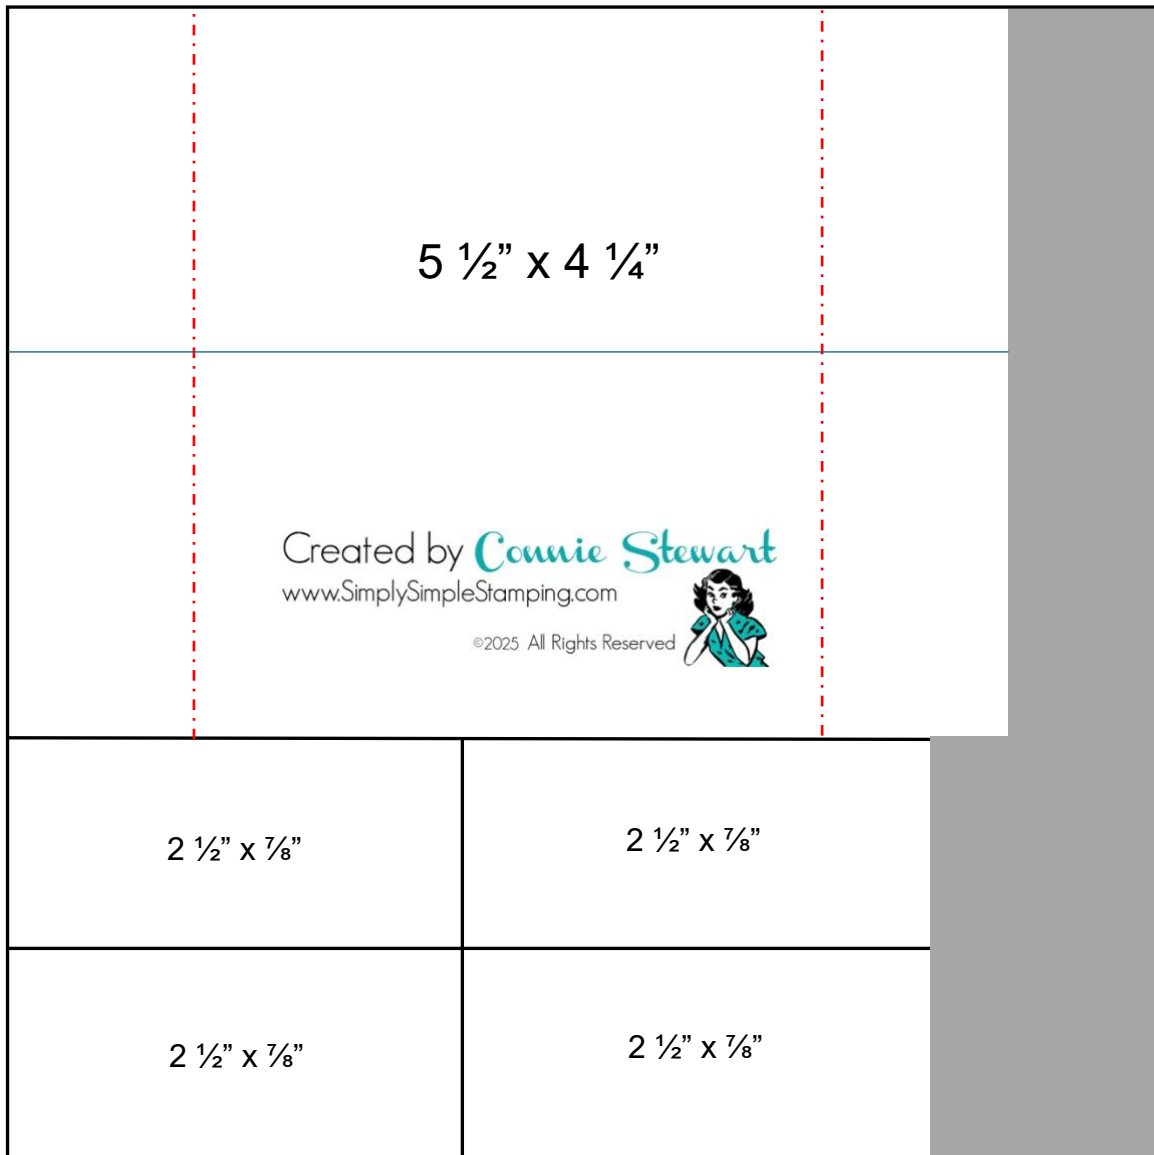 5 ½” x 4 ¼”
Created by Connie Stewart
www.SimplySimpleStamping.com
©2025 All Rights Reserved
2 ½” x ⅞”
2 ½” x ⅞”
2 ½” x ⅞”
2 ½” x ⅞”